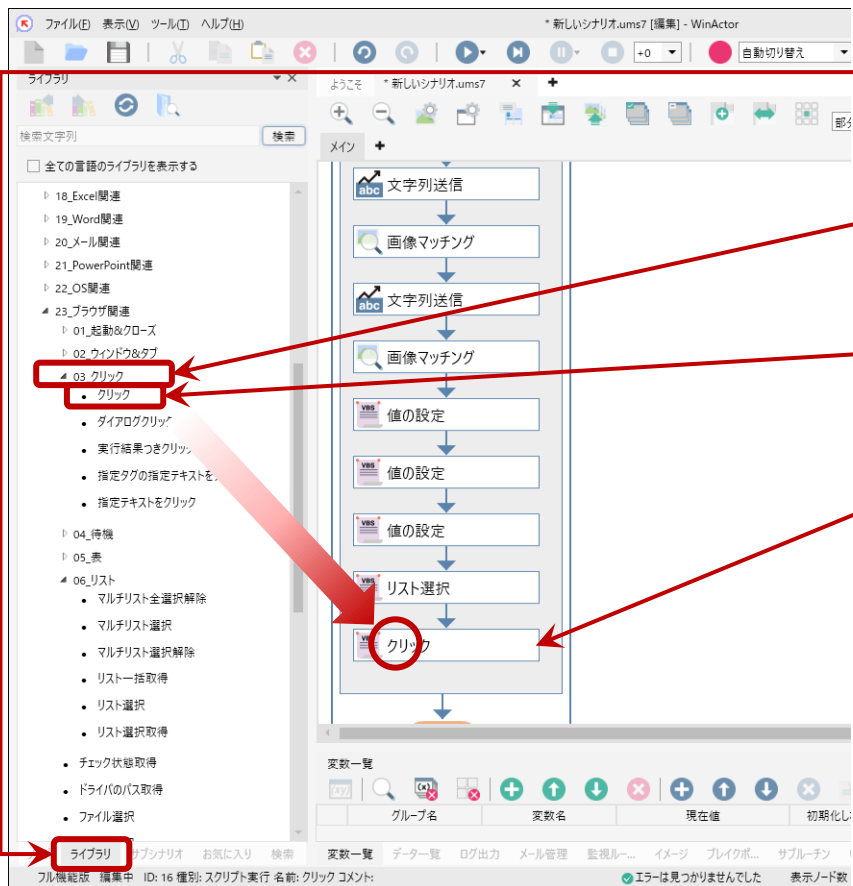 ファイル(F) 表示(V) ツール(T) ヘルプ(H)
* 新しいシナリオ.ums7 [編集] - WinActor
+0
自動切り替え
ライブラリ
ようこそ
* 新しいシナリオ.ums7
検索文字列
検索
メイン
全ての言語のライブラリを表示する
18_Excel関連
19_Word関連
20_メール関連
21_PowerPoint関連
22_OS関連
23_ブラウザ関連
01_起動&クローズ
02_ウィンドウ&タブ
03_クリック
クリック
ダイアログクリック
実行結果つきクリック
指定タグの指定テキストを
指定テキストをクリック
04_待機
05_表
06_リスト
マルチリスト全選択解除
マルチリスト選択
マルチリスト選択解除
リスト一括取得
リスト選択
リスト選択取得
チェック状態取得
ドライバのパス取得
ファイル選択
abc 文字列送信
画像マッチング
abc 文字列送信
画像マッチング
VBS 値の設定
VBS 値の設定
VBS 値の設定
VBS リスト選択
クリック
変数一覧
グループ名 変数名 現在値
ライブラリ サブシナリオ お気に入り 検索
変数一覧 データ一覧 ログ出力 メール管理 監視ルー... イメージ ブレイクポ... サブルーチン
フル機能版 編集中 ID: 16 種別: スクリプト実行 名前: クリック コメント:
エラーは見つかりませんでした 表示ノード数